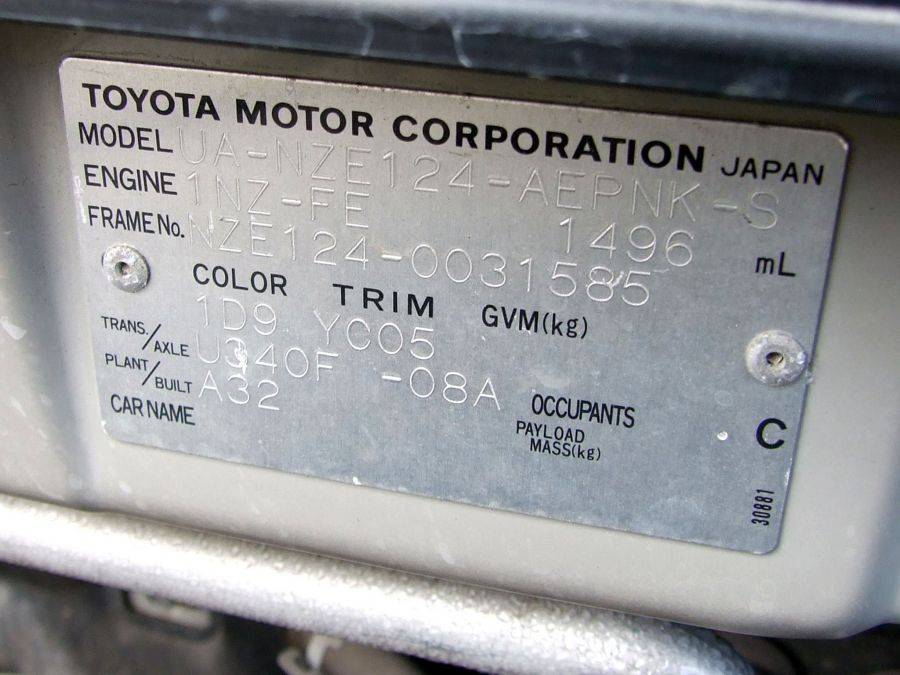 TOYOTA MOTOR CORPORATION JAPAN
MODEL UA-NZE124-AEPNK-S
ENGINE 1NZ-FE 1496 mL
FRAME No. NZE124-0031585
COLOR TRIM GVM(kg)
1D9 YC05
TRANS./AXLE U340F -08A
PLANT/BUILT A32
OCCUPANTS
CAR NAME
PAYLOAD
MASS(kg)
C
30881